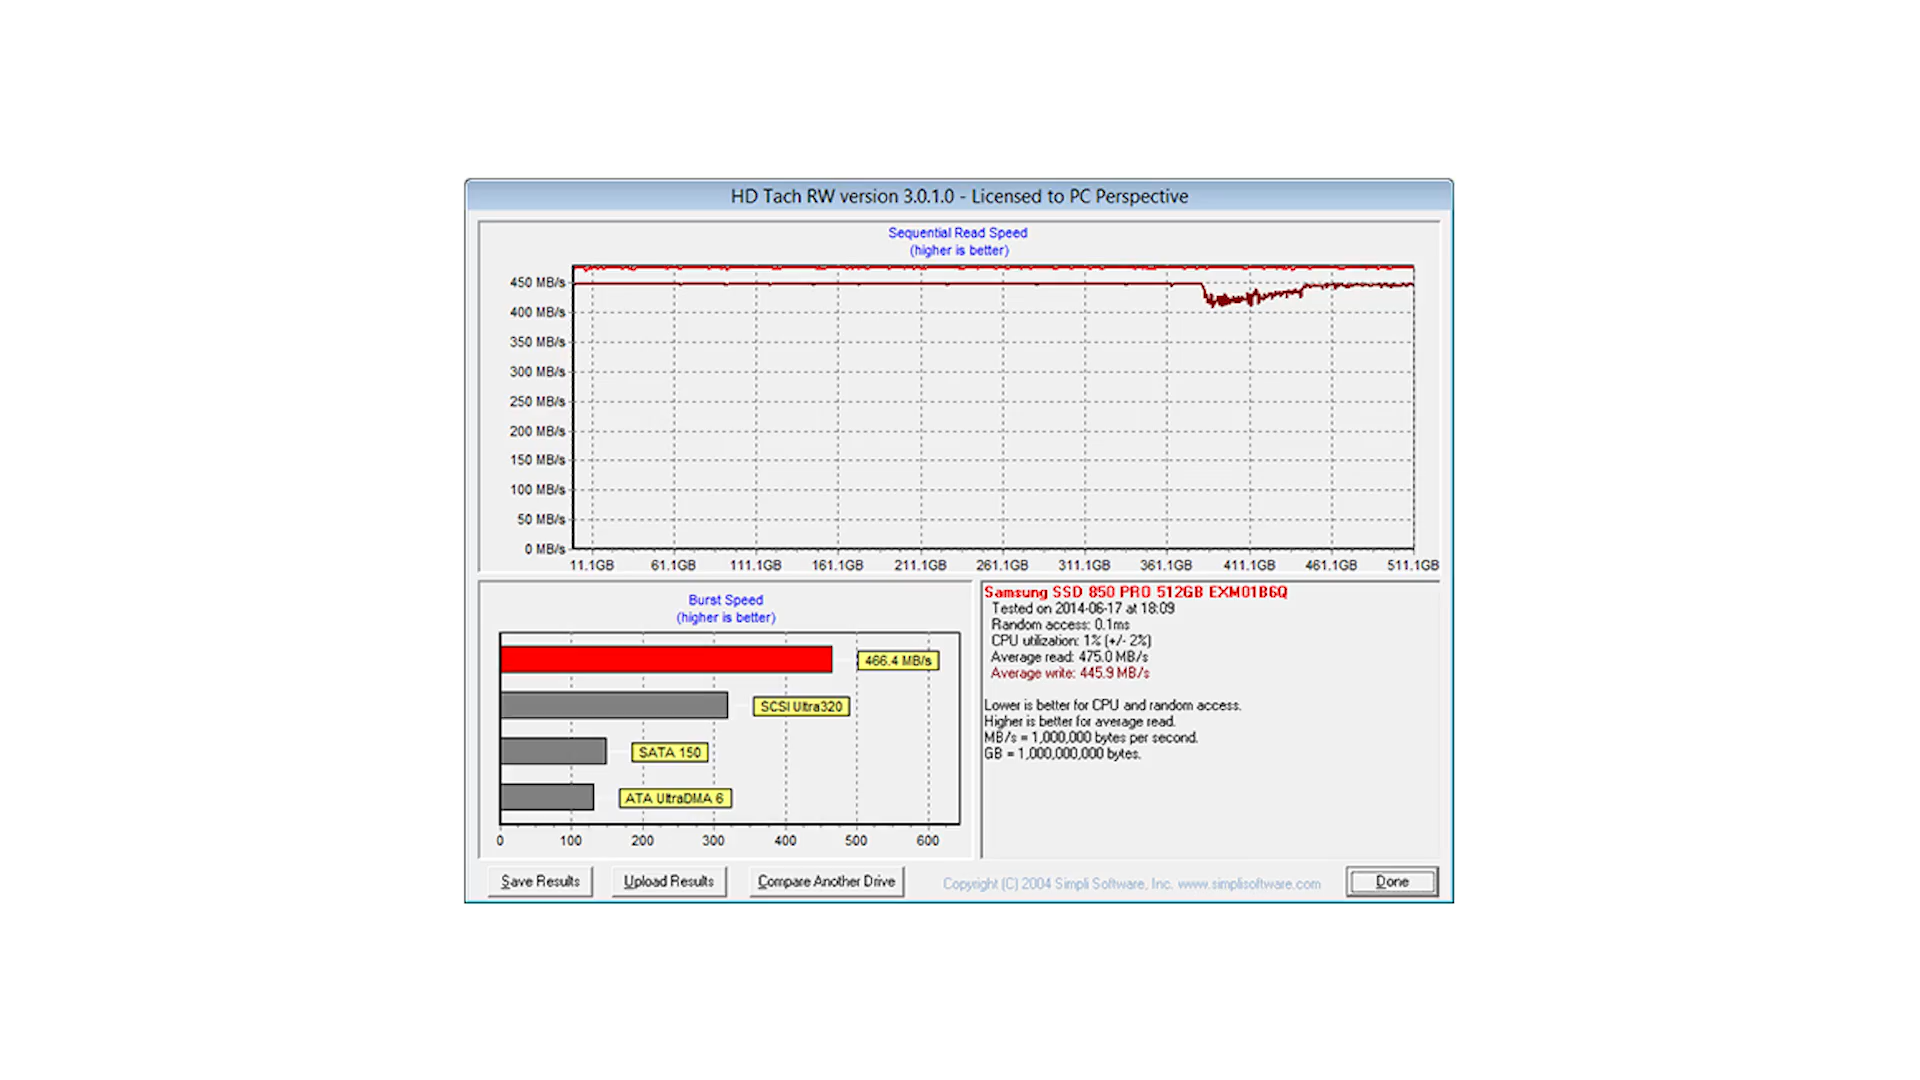 HD Tach RW version 3.0.1.0 - Licensed to PC Perspective
Sequential Read Speed
(higher is better)
450 MB/s
400 MB/s
350 MB/s
300 MB/s
250 MB/s
200 MB/s
150 MB/s
100 MB/s
50 MB/s
0 MB/s
11.1GB 61.1GB 111.1GB 161.1GB 211.1GB 261.1GB 311.1GB 361.1GB 411.1GB 461.1GB 511.1GB
Burst Speed
(higher is better)
466.4 MB/s
SCSI Ultra320
SATA 150
ATA UltraDMA 6
0 100 200 300 400 500 600
Samsung SSD 850 PRO 512GB EXM01B6Q
Tested on 2014-06-17 at 18:09
Random access: 0.1ms
CPU utilization: 1% (+/- 2%)
Average read: 475.0 MB/s
Average write: 445.9 MB/s
Lower is better for CPU and random access.
Higher is better for average read.
MB/s = 1,000,000 bytes per second.
GB = 1,000,000,000 bytes.
Save Results Upload Results Compare Another Drive Copyright (C) 2004 Simpli Software, Inc. www.simplisoftware.com Done